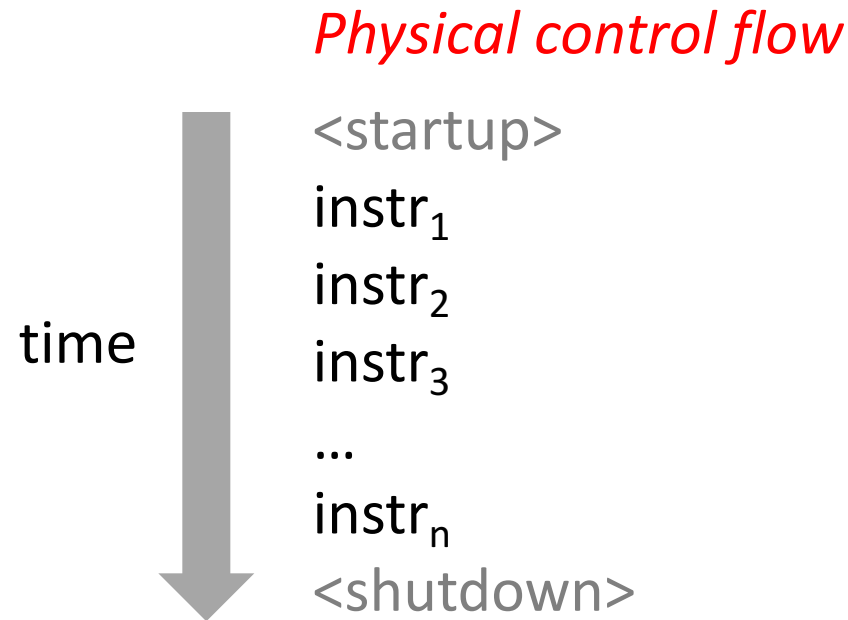 Physical control flow
<startup>
instr₁
instr₂
time
instr₃
...
instrₙ
<shutdown>